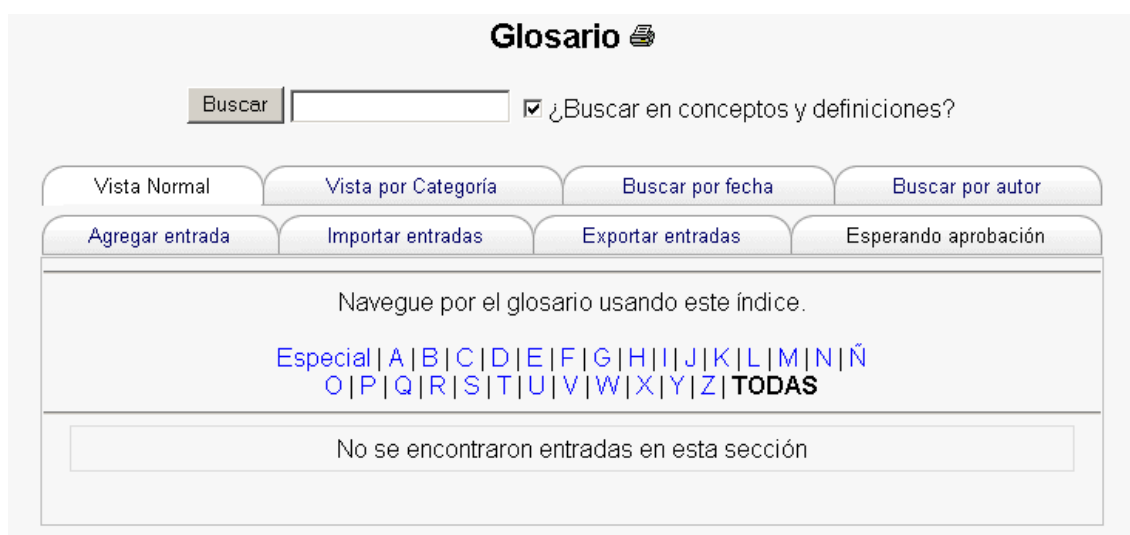 Glosario
Buscar ¿Buscar en conceptos y definiciones?
Vista Normal Vista por Categoría Buscar por fecha Buscar por autor
Agregar entrada Importar entradas Exportar entradas Esperando aprobación
Navegue por el glosario usando este índice.
Especial | A | B | C | D | E | F | G | H | I | J | K | L | M | N | Ñ
O | P | Q | R | S | T | U | V | W | X | Y | Z | TODAS
No se encontraron entradas en esta sección